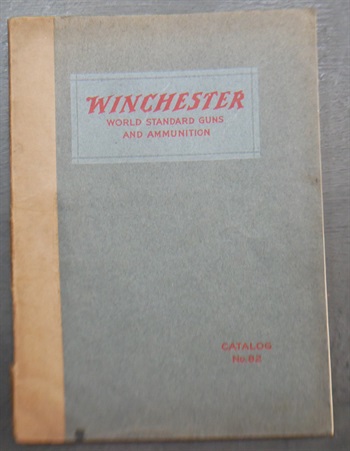 WINCHESTER
WORLD STANDARD GUNS
AND AMMUNITION
CATALOG
No. 82